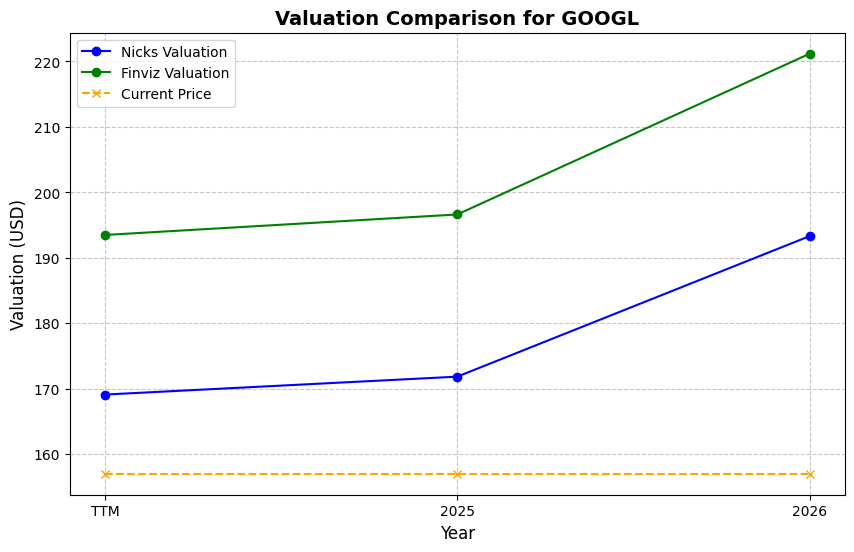 Valuation Comparison for GOOGL
Nicks Valuation
Finviz Valuation
Current Price
Valuation (USD)
220
210
200
190
180
170
160
TTM
2025
2026
Year